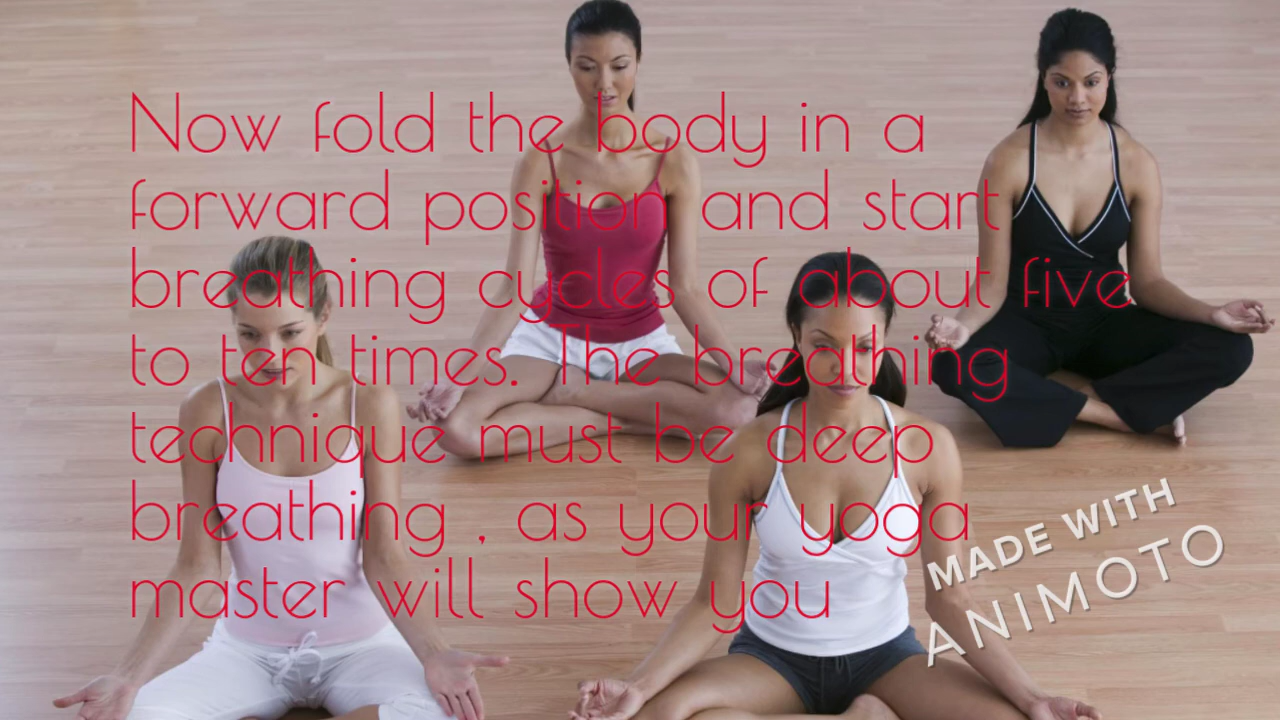 Now fold the body in a
forward position and start
breathing cycles of about five
to ten times. The breathing
technique must be deep
breathing , as your yoga
master will show you
MADE WITH
ANIMOTO